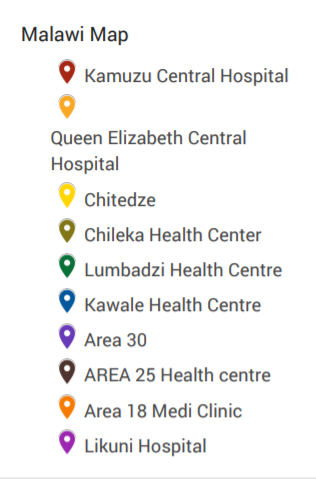 Malawi Map
Kamuzu Central Hospital
Queen Elizabeth Central
Hospital
Chitedze
Chileka Health Center
Lumbadzi Health Centre
Kawale Health Centre
Area 30
AREA 25 Health centre
Area 18 Medi Clinic
Likuni Hospital